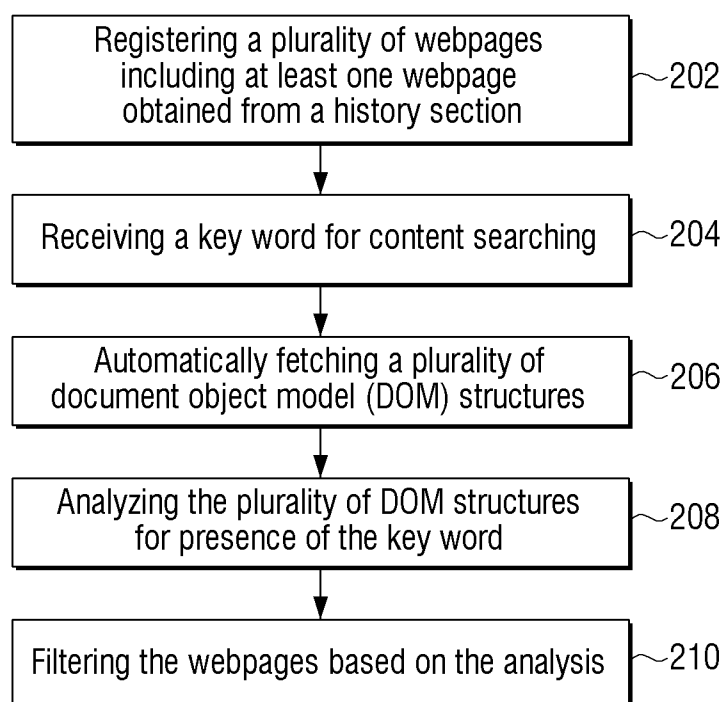 Registering a plurality of webpages
including at least one webpage
obtained from a history section
202
Receiving a key word for content searching
204
Automatically fetching a plurality of
document object model (DOM) structures
206
Analyzing the plurality of DOM structures
for presence of the key word
208
Filtering the webpages based on the analysis
210